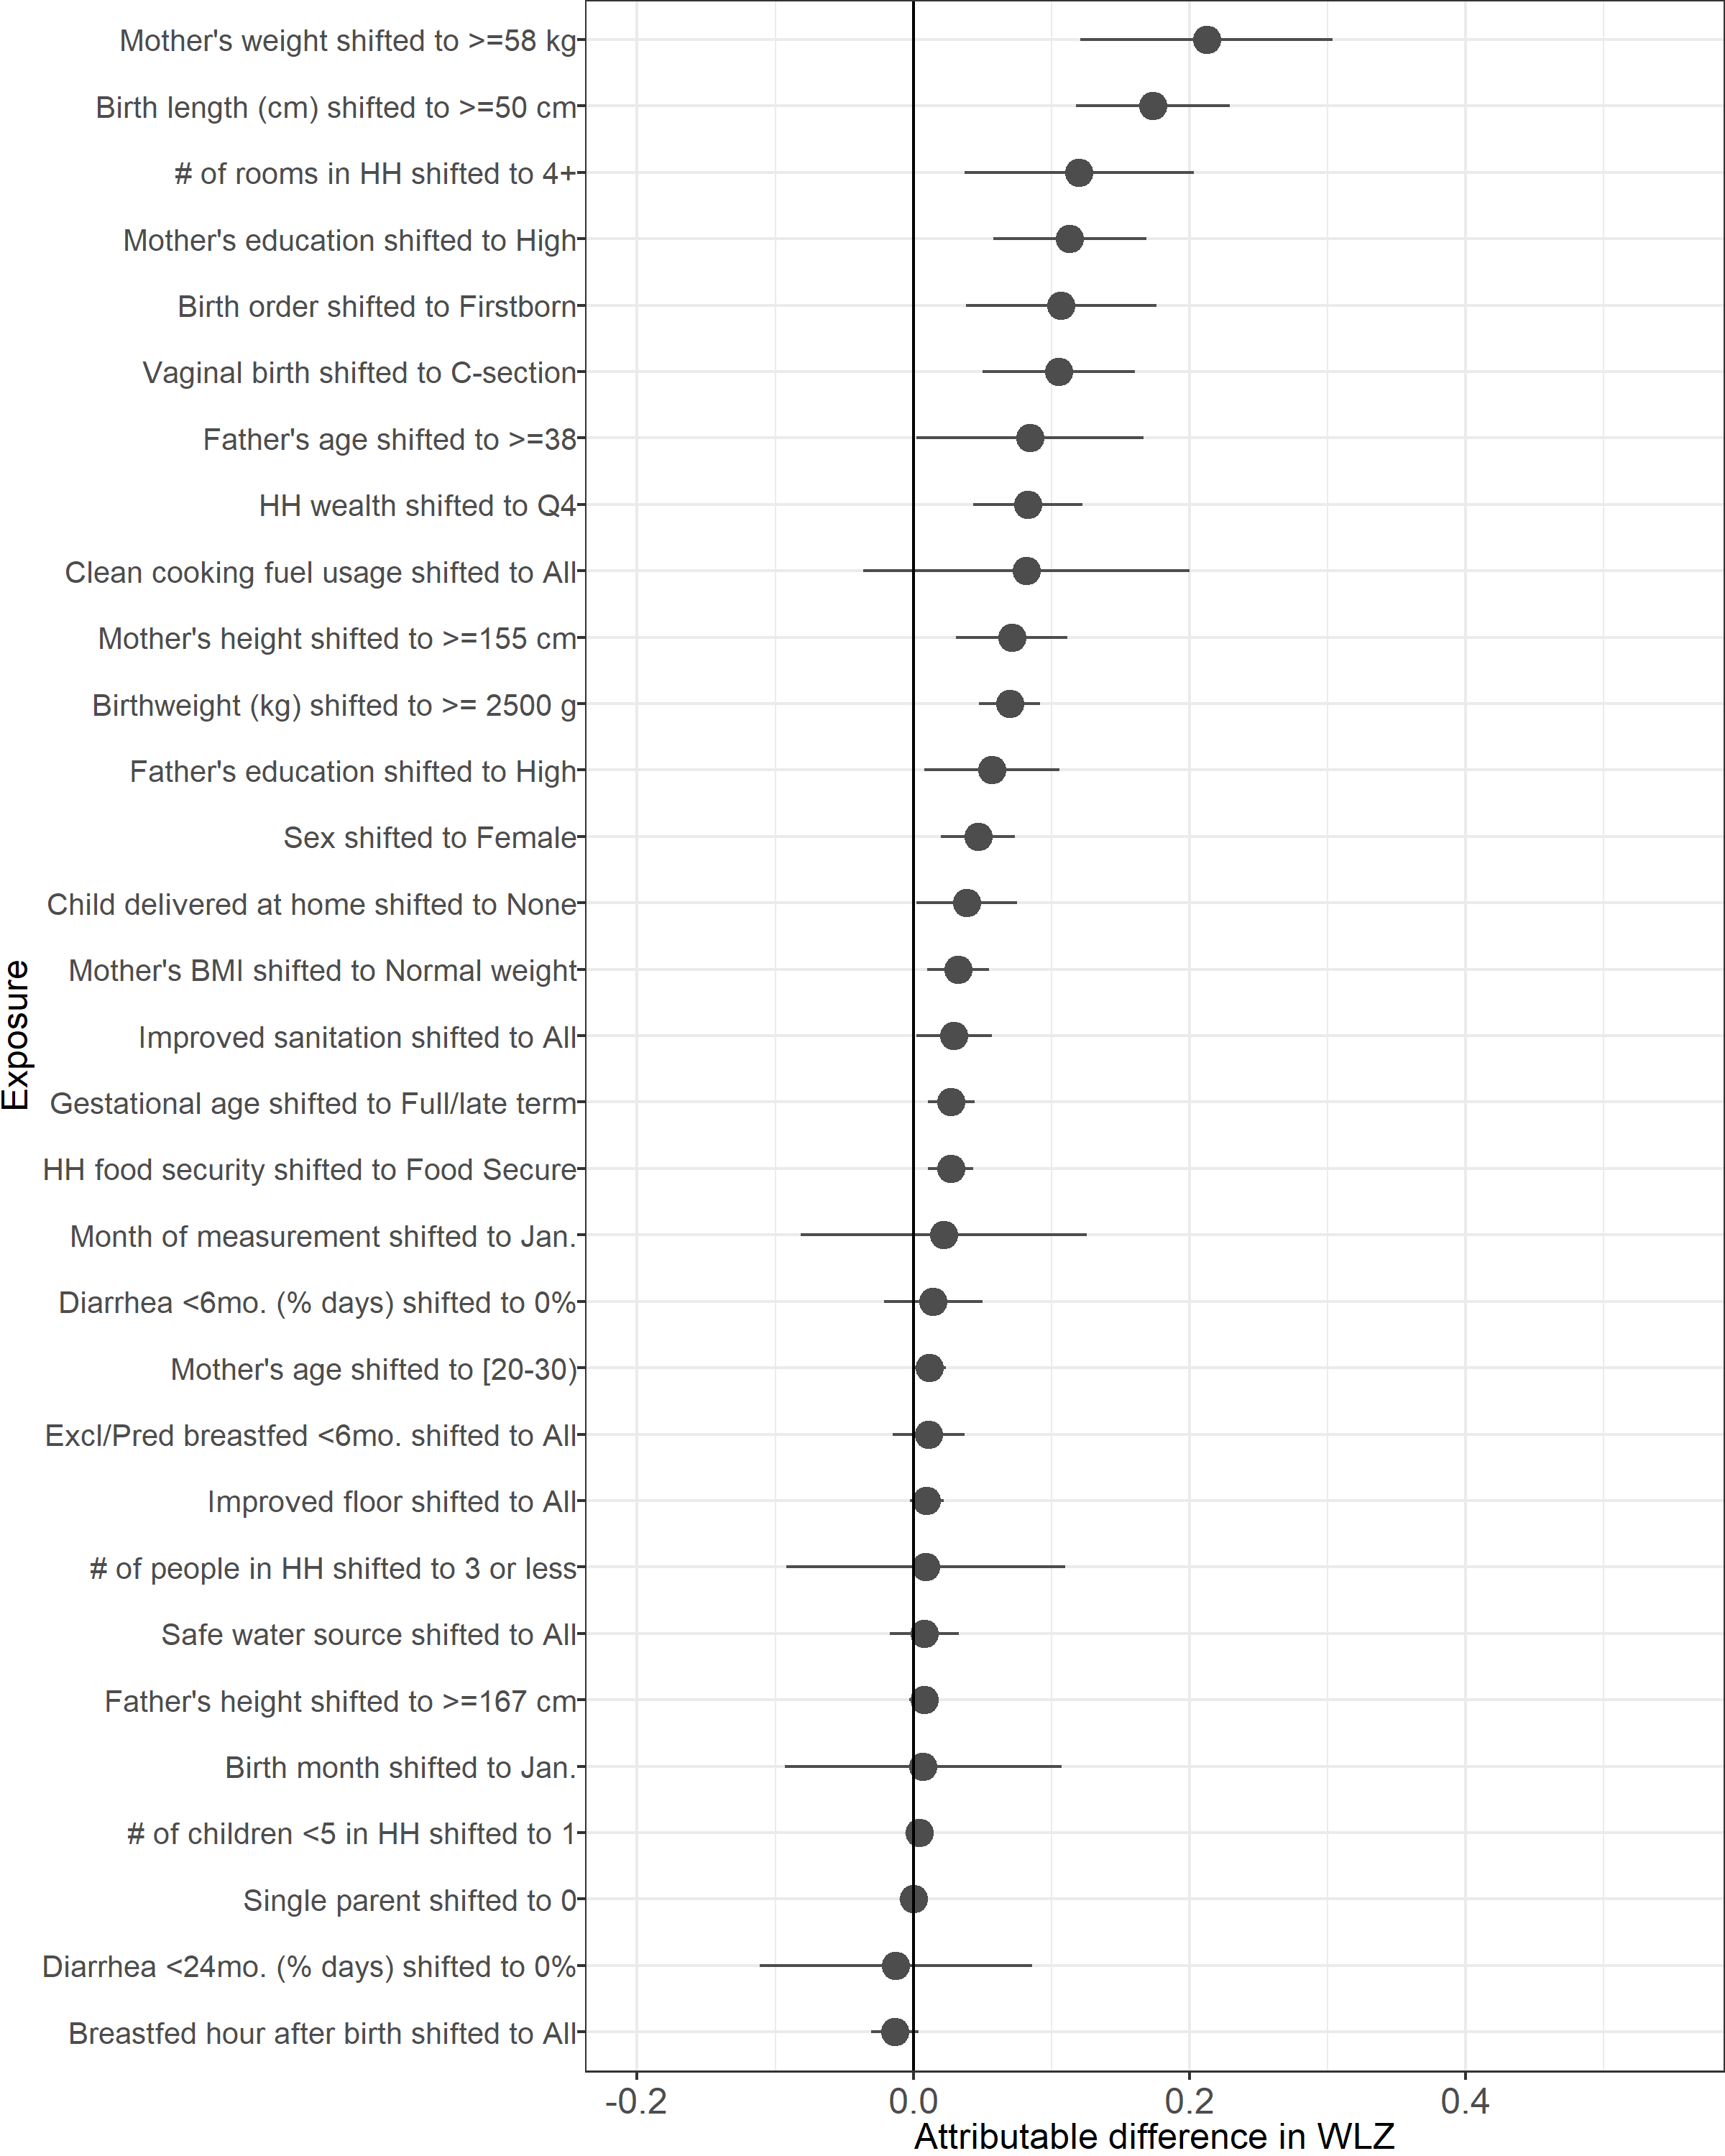 Mother's weight shifted to >=58 kg
Birth length (cm) shifted to >=50 cm
# of rooms in HH shifted to 4+
Mother's education shifted to High
Birth order shifted to Firstborn
Vaginal birth shifted to C-section
Father's age shifted to >=38
HH wealth shifted to Q4
Clean cooking fuel usage shifted to All
Mother's height shifted to >=155 cm
Birthweight (kg) shifted to >= 2500 g
Father's education shifted to High
Sex shifted to Female
Child delivered at home shifted to None
Mother's BMI shifted to Normal weight
Improved sanitation shifted to All
Gestational age shifted to Full/late term
HH food security shifted to Food Secure
Month of measurement shifted to Jan.
Diarrhea <6mo. (% days) shifted to 0%
Mother's age shifted to [20-30)
Excl/Pred breastfed <6mo. shifted to All
Improved floor shifted to All
# of people in HH shifted to 3 or less
Safe water source shifted to All
Father's height shifted to >=167 cm
Birth month shifted to Jan.
# of children <5 in HH shifted to 1
Single parent shifted to 0
Diarrhea <24mo. (% days) shifted to 0%
Breastfed hour after birth shifted to All
Exposure
-0.2 0.0 0.2 0.4
Attributable difference in WLZ